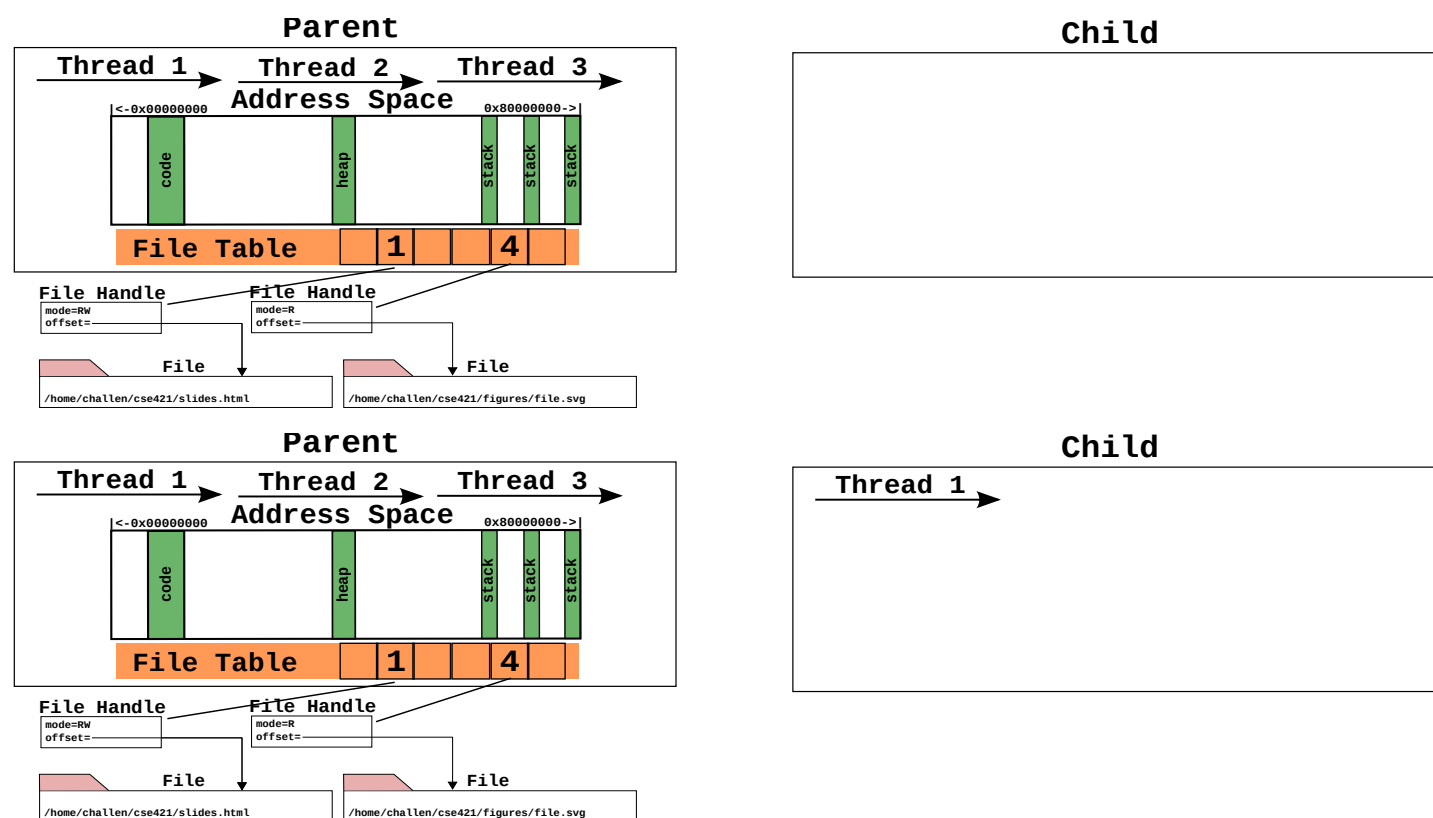 Parent
Child
Thread 1 Thread 2 Thread 3
Address Space
|<-0x00000000 0x80000000->|
code heap stack stack stack
File Table 1 4
File Handle File Handle
mode=RW mode=R
offset= offset=
File File
/home/challen/cse421/slides.html /home/challen/cse421/figures/file.svg
Parent
Child
Thread 1 Thread 2 Thread 3 Thread 1
Address Space
|<-0x00000000 0x80000000->|
code heap stack stack stack
File Table 1 4
File Handle File Handle
mode=RW mode=R
offset= offset=
File File
/home/challen/cse421/slides.html /home/challen/cse421/figures/file.svg